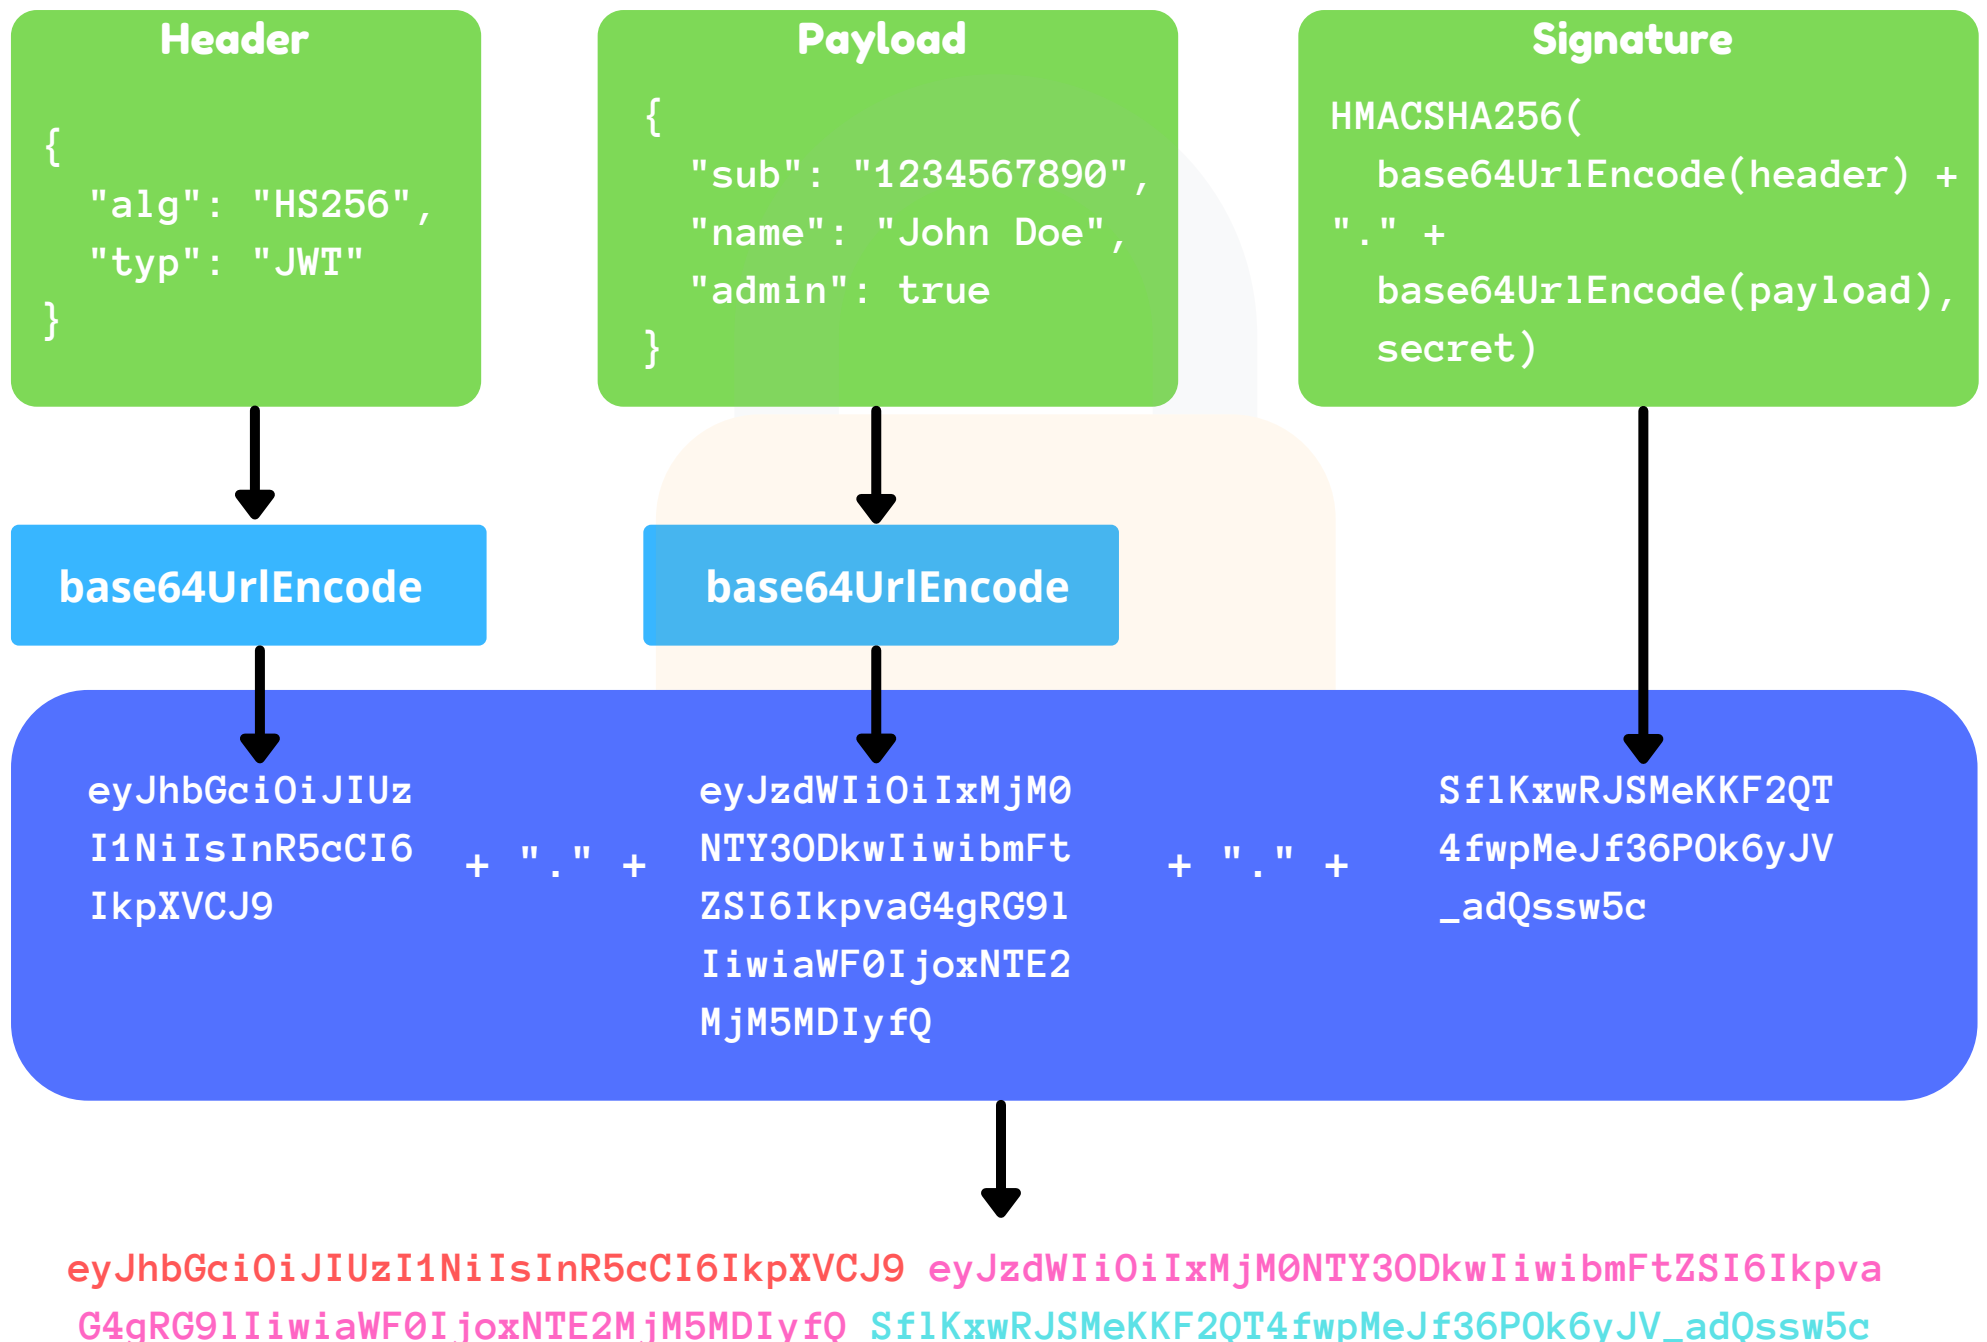 Header
{
  "alg": "HS256",
  "typ": "JWT"
}
Payload
{
  "sub": "1234567890",
  "name": "John Doe",
  "admin": true
}
Signature
HMACSHA256(
  base64UrlEncode(header) +
"." +
  base64UrlEncode(payload),
  secret)
base64UrlEncode
base64UrlEncode
eyJhbGciOiJIUz
I1NiIsInR5cCI6
IkpXVCJ9
+ "." +
eyJzdWIiOiIxMjM0
NTY3ODkwIiwibmFt
ZSI6IkpvaG4gRG9l
IiwiaWF0IjoxNTE2
MjM5MDIyfQ
+ "." +
SflKxwRJSMeKKF2QT
4fwpMeJf36POk6yJV
_adQssw5c
eyJhbGciOiJIUzI1NiIsInR5cCI6IkpXVCJ9 eyJzdWIiOiIxMjM0NTY3ODkwIiwibmFtZSI6Ikpva
G4gRG9lIiwiaWF0IjoxNTE2MjM5MDIyfQ SflKxwRJSMeKKF2QT4fwpMeJf36POk6yJV_adQssw5c